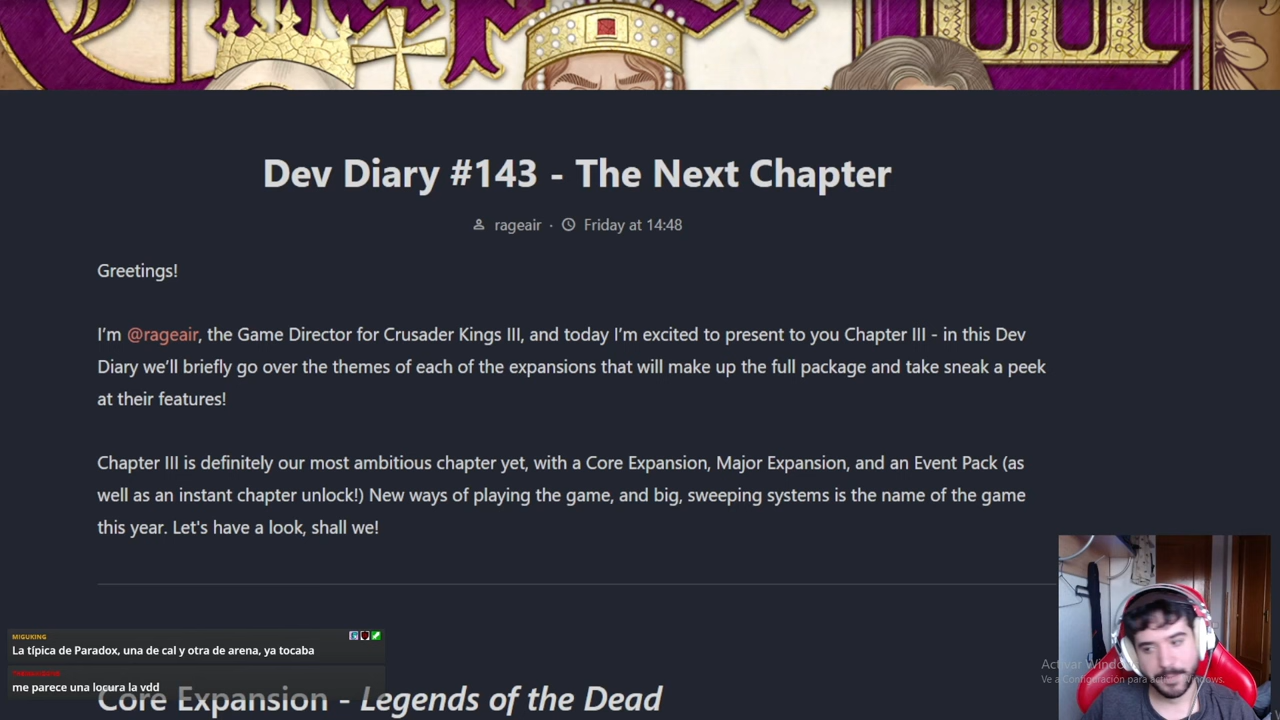 Chapter III
Dev Diary #143 - The Next Chapter
rageair · Friday at 14:48
Greetings!
I'm @rageair, the Game Director for Crusader Kings III, and today I'm excited to present to you Chapter III - in this Dev
Diary we'll briefly go over the themes of each of the expansions that will make up the full package and take sneak a peek
at their features!
Chapter III is definitely our most ambitious chapter yet, with a Core Expansion, Major Expansion, and an Event Pack (as
well as an instant chapter unlock!) New ways of playing the game, and big, sweeping systems is the name of the game
this year. Let's have a look, shall we!
MIGUKING
La típica de Paradox, una de cal y otra de arena, ya tocaba
me parece una locura la vdd
Core Expansion - Legends of the Dead
Activar Windo
Ve a Configuración para activar Windows.